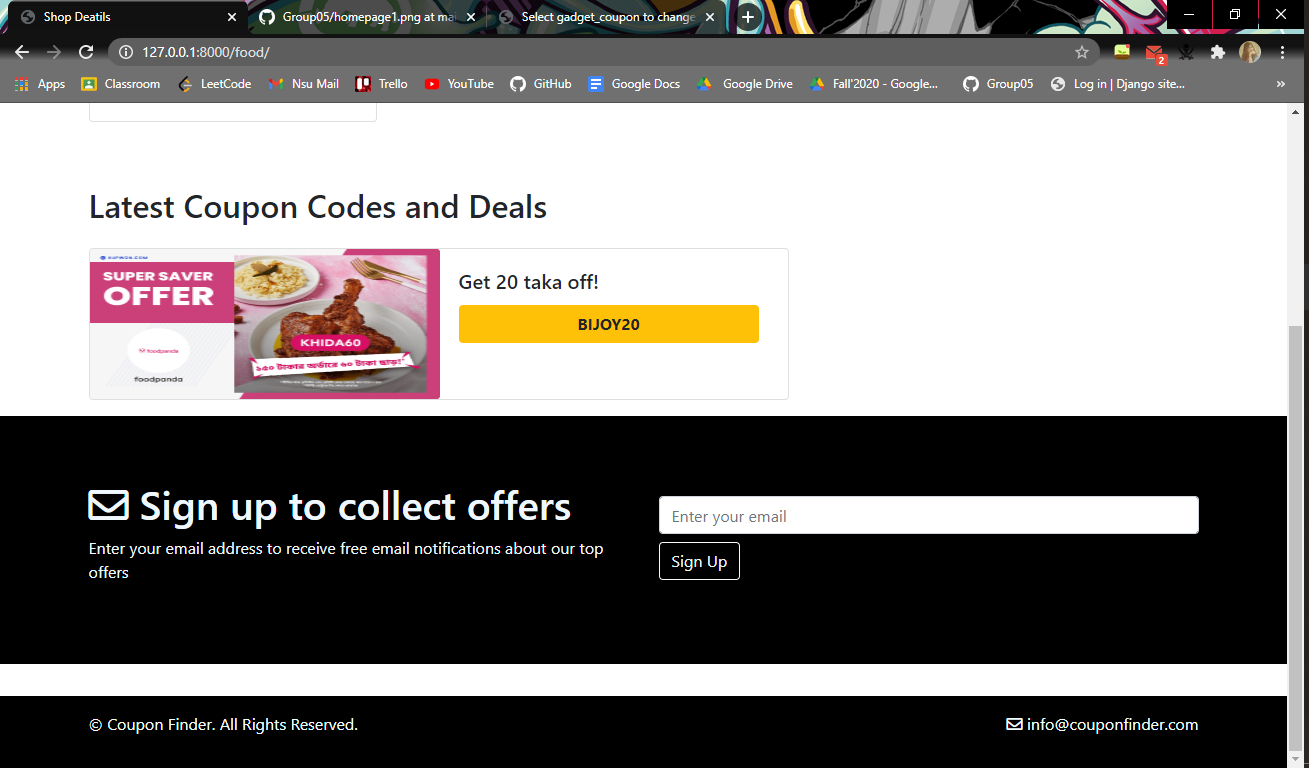 Shop Deatils
Group05/homepage1.png at mai
Select gadget_coupon to change
127.0.0.1:8000/food/
2
Apps
Classroom
LeetCode
Nsu Mail
Trello
YouTube
GitHub
Google Docs
Google Drive
Fall'2020 - Google...
Group05
Log in | Django site...
»
Latest Coupon Codes and Deals
SUPER SAVER
OFFER
foodpanda
foodpanda
KHIDA60
১৫০ টাকার অর্ডারে ৬০ টাকা ছাড়!*
Get 20 taka off!
BIJOY20
Sign up to collect offers
Enter your email address to receive free email notifications about our top
offers
Enter your email
Sign Up
© Coupon Finder. All Rights Reserved.
info@couponfinder.com